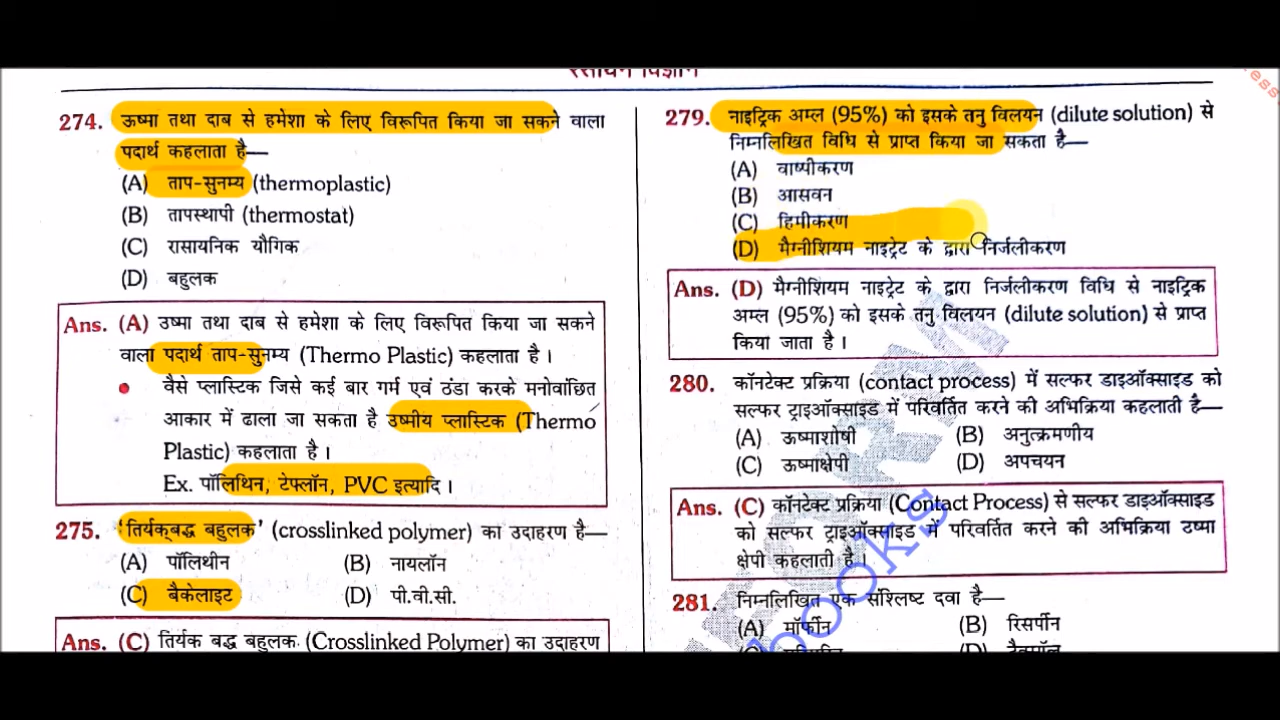 रसायन विज्ञान
274. ऊष्मा तथा दाब से हमेशा के लिए विरूपित किया जा सकने वाला
पदार्थ कहलाता है—
(A) ताप-सुनम्य (thermoplastic)
(B) तापस्थापी (thermostat)
(C) रासायनिक यौगिक
(D) बहुलक
Ans. (A) उष्मा तथा दाब से हमेशा के लिए विरूपित किया जा सकने
वाला पदार्थ ताप-सुनम्य (Thermo Plastic) कहलाता है ।
● वैसे प्लास्टिक जिसे कई बार गर्म एवं ठंडा करके मनोवांछित
आकार में ढाला जा सकता है उष्मीय प्लास्टिक (Thermo
Plastic) कहलाता है ।
Ex. पॉलिथिन, टेफ्लॉन, PVC इत्यादि ।
275. 'तिर्यक्‌बद्ध बहुलक' (crosslinked polymer) का उदाहरण है—
(A) पॉलिथीन (B) नायलॉन
(C) बैकेलाइट (D) पी.वी.सी.
Ans. (C) तिर्यक बद्ध बहुलक (Crosslinked Polymer) का उदाहरण
279. नाइट्रिक अम्ल (95%) को इसके तनु विलयन (dilute solution) से
निम्नलिखित विधि से प्राप्त किया जा सकता है—
(A) वाष्पीकरण
(B) आसवन
(C) हिमीकरण
(D) मैग्नीशियम नाइट्रेट के द्वारा निर्जलीकरण
Ans. (D) मैग्नीशियम नाइट्रेट के द्वारा निर्जलीकरण विधि से नाइट्रिक
अम्ल (95%) को इसके तनु विलयन (dilute solution) से प्राप्त
किया जाता है ।
280. कॉनटेक्ट प्रक्रिया (contact process) में सल्फर डाइऑक्साइड को
सल्फर ट्राइऑक्साइड में परिवर्तित करने की अभिक्रिया कहलाती है—
(A) ऊष्माशोषी (B) अनुत्क्रमणीय
(C) ऊष्माक्षेपी (D) अपचयन
Ans. (C) कॉनटेक्ट प्रक्रिया (Contact Process) से सल्फर डाइऑक्साइड
को सल्फर ट्राइऑक्साइड में परिवर्तित करने की अभिक्रिया उष्मा
क्षेपी कहलाती है ।
281. निम्नलिखित एक संश्लिष्ट दवा है—
(A) मॉर्फीन (B) रिसर्पीन